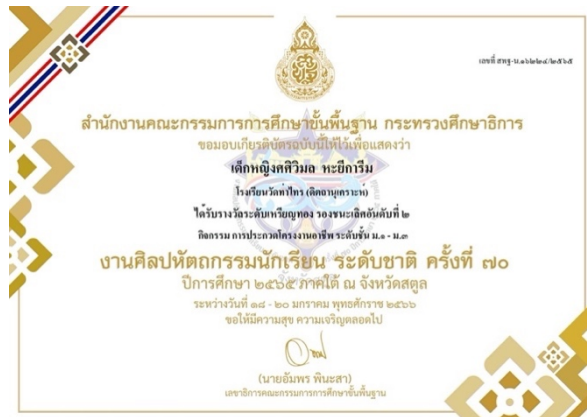 เลขที่ สพฐ-น.๑๖๒๒๔/๒๕๖๕
สำนักงานคณะกรรมการการศึกษาขั้นพื้นฐาน กระทรวงศึกษาธิการ
ขอมอบเกียรติบัตรฉบับนี้ให้ไว้เพื่อแสดงว่า
เด็กหญิงศศิวิมล หะยีการีม
โรงเรียนวัดท่าไทร (ดิตถานุเคราะห์)
ได้รับรางวัลระดับเหรียญทอง รองชนะเลิศอันดับที่ ๒
กิจกรรม การประกวดโครงงานอาชีพ ระดับชั้น ม.๑ - ม.๓
งานศิลปหัตถกรรมนักเรียน ระดับชาติ ครั้งที่ ๗๐
ปีการศึกษา ๒๕๖๕ ภาคใต้ ณ จังหวัดสตูล
ระหว่างวันที่ ๑๘ - ๒๐ มกราคม พุทธศักราช ๒๕๖๖
ขอให้มีความสุข ความเจริญตลอดไป
(นายอัมพร พินะสา)
เลขาธิการคณะกรรมการการศึกษาขั้นพื้นฐาน